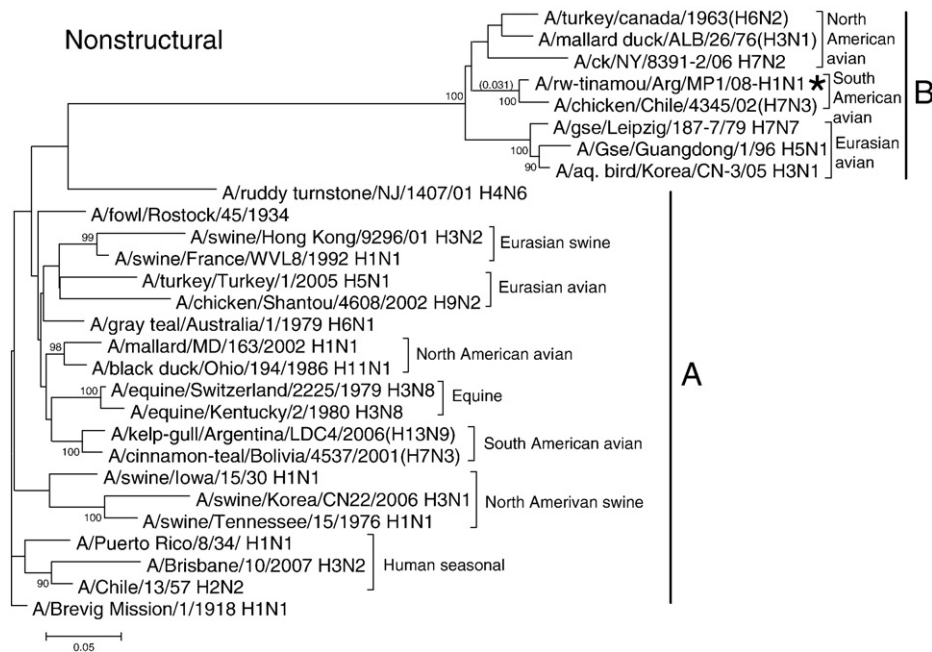 Nonstructural
A/turkey/canada/1963(H6N2)
A/mallard duck/ALB/26/76(H3N1)
A/ck/NY/8391-2/06 H7N2
North
American
avian
(0.031)
A/rw-tinamou/Arg/MP1/08-H1N1 *
100
100
A/chicken/Chile/4345/02(H7N3)
South
American
avian
B
A/gse/Leipzig/187-7/79 H7N7
100
A/Gse/Guangdong/1/96 H5N1
90
A/aq. bird/Korea/CN-3/05 H3N1
Eurasian
avian
A/ruddy turnstone/NJ/1407/01 H4N6
A/fowl/Rostock/45/1934
99
A/swine/Hong Kong/9296/01 H3N2
A/swine/France/WVL8/1992 H1N1
Eurasian swine
A/turkey/Turkey/1/2005 H5N1
A/chicken/Shantou/4608/2002 H9N2
Eurasian avian
A/gray teal/Australia/1/1979 H6N1
98
A/mallard/MD/163/2002 H1N1
A/black duck/Ohio/194/1986 H11N1
North American avian
A
100
A/equine/Switzerland/2225/1979 H3N8
A/equine/Kentucky/2/1980 H3N8
Equine
A/kelp-gull/Argentina/LDC4/2006(H13N9)
100
A/cinnamon-teal/Bolivia/4537/2001(H7N3)
South American avian
A/swine/Iowa/15/30 H1N1
A/swine/Korea/CN22/2006 H3N1
100
A/swine/Tennessee/15/1976 H1N1
North Amerivan swine
A/Puerto Rico/8/34/ H1N1
A/Brisbane/10/2007 H3N2
90
A/Chile/13/57 H2N2
Human seasonal
A/Brevig Mission/1/1918 H1N1
0.05